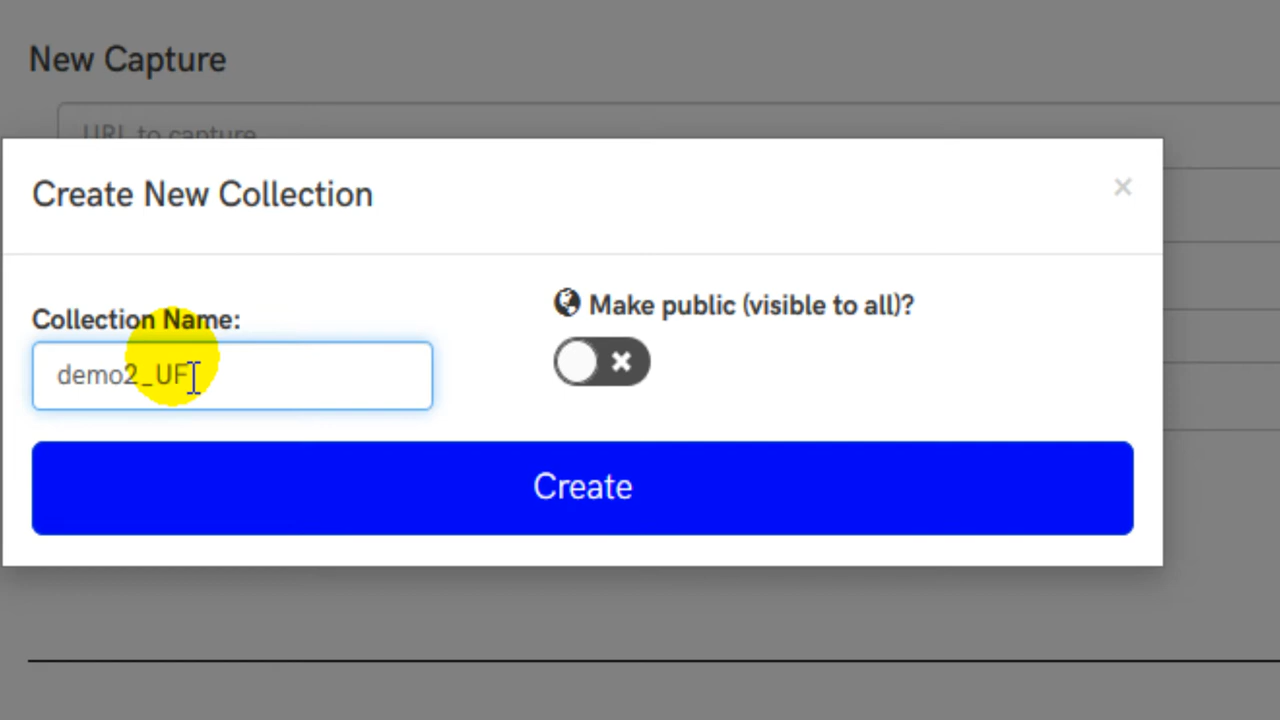 New Capture
URL to capture
Create New Collection
×
Collection Name:
Make public (visible to all)?
demo2_UF
Create